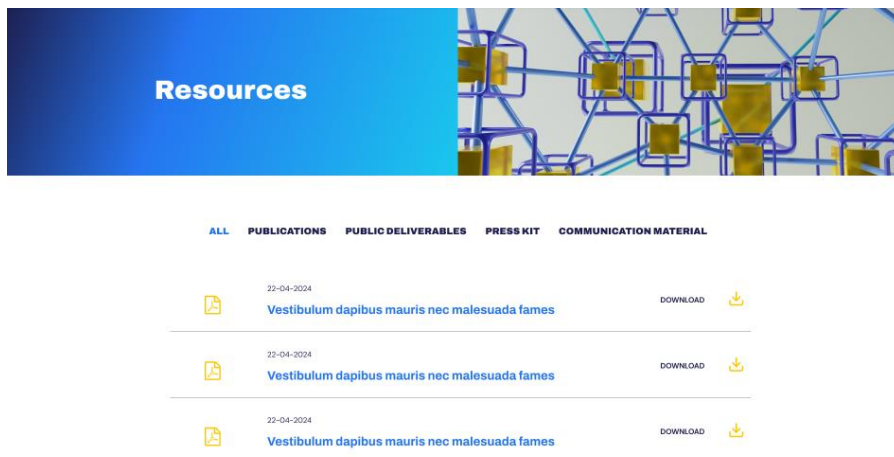 Resources
ALL PUBLICATIONS PUBLIC DELIVERABLES PRESS KIT COMMUNICATION MATERIAL
22-04-2024
Vestibulum dapibus mauris nec malesuada fames
DOWNLOAD
22-04-2024
Vestibulum dapibus mauris nec malesuada fames
DOWNLOAD
22-04-2024
Vestibulum dapibus mauris nec malesuada fames
DOWNLOAD